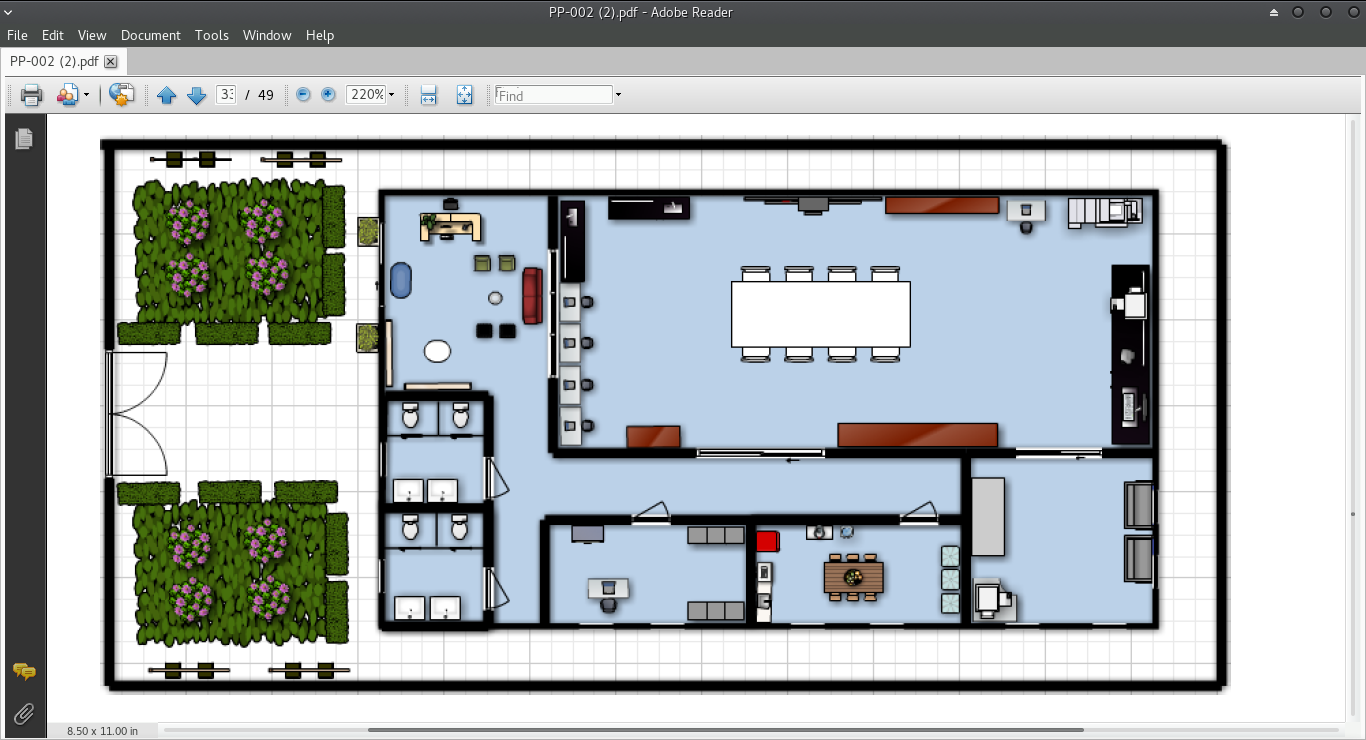 PP-002 (2).pdf - Adobe Reader
File Edit View Document Tools Window Help
PP-002 (2).pdf
/ 49 220% Find
8.50 x 11.00 in